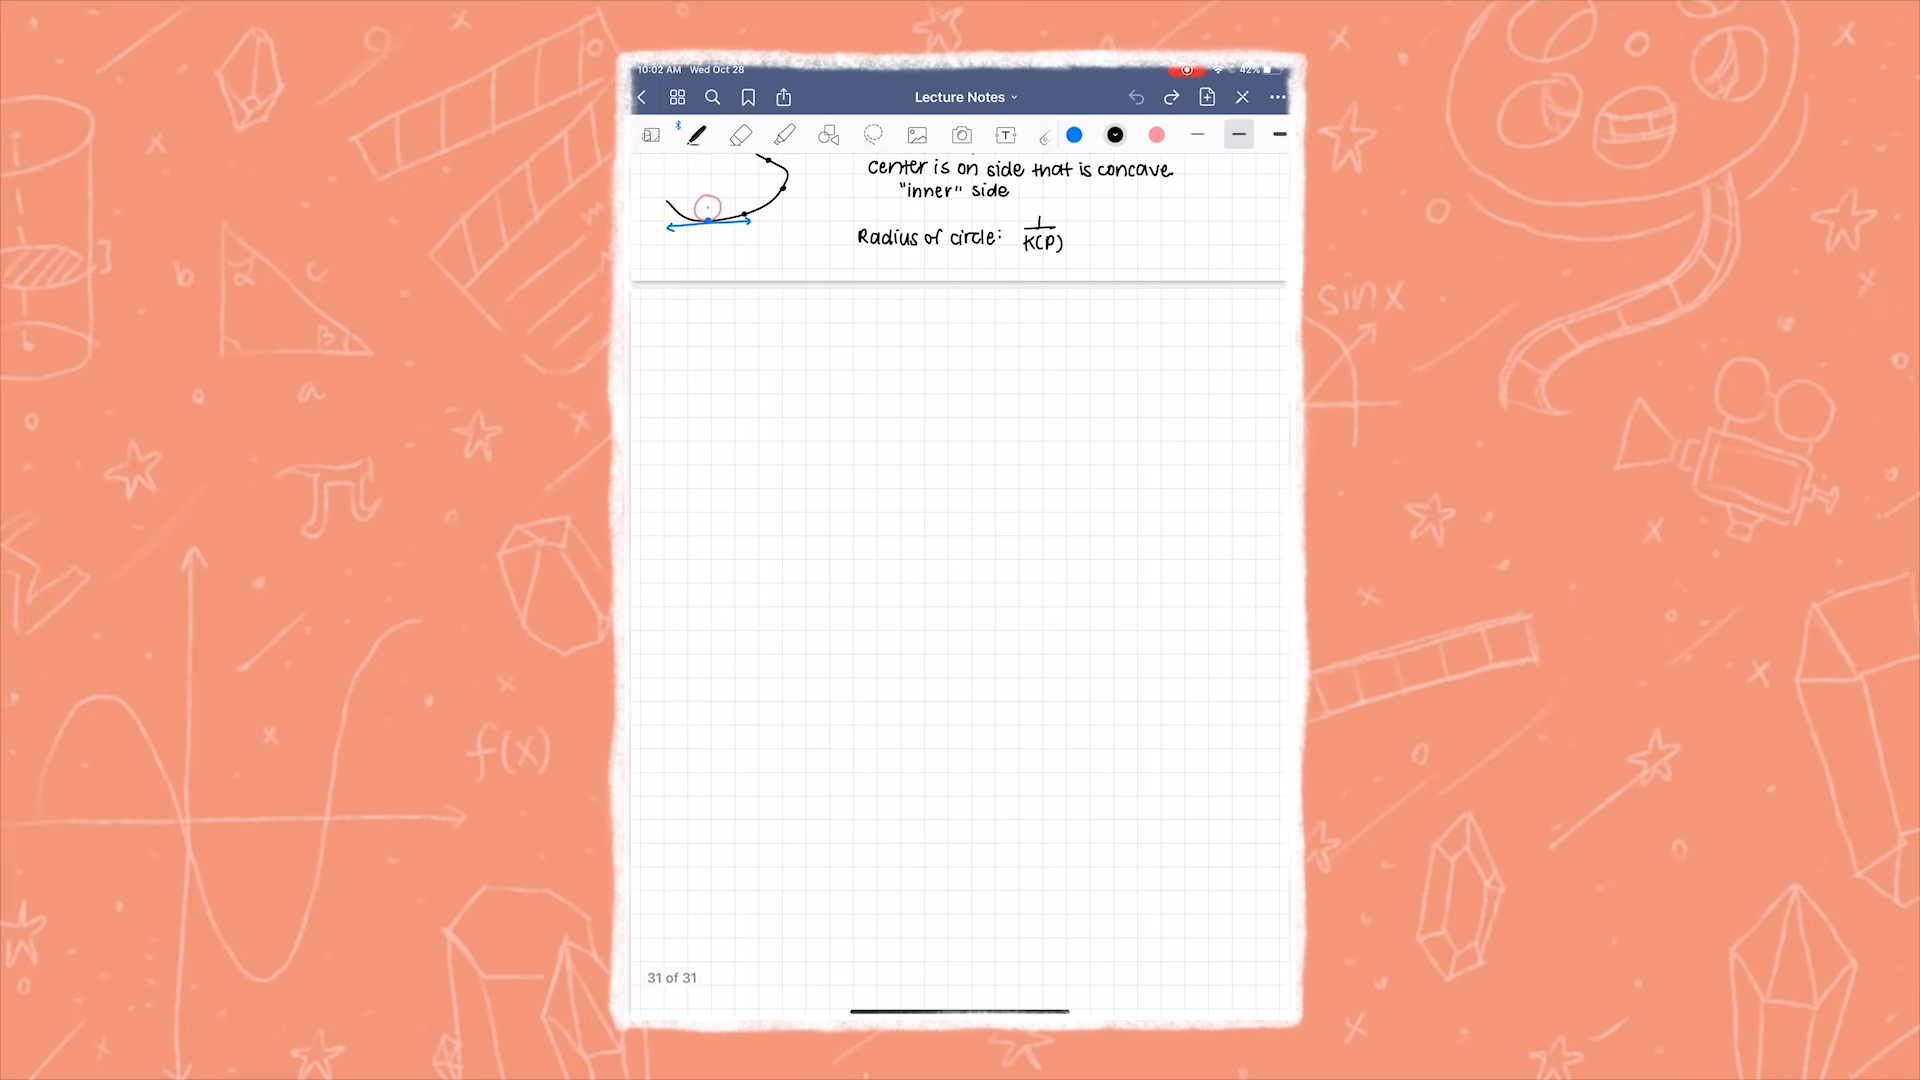 10:02 AM Wed Oct 28
42%
Lecture Notes
T
center is on side that is concave
"inner" side
Radius of circle: 1/K(P)
31 of 31
b
c
a
π
f(x)
sinx